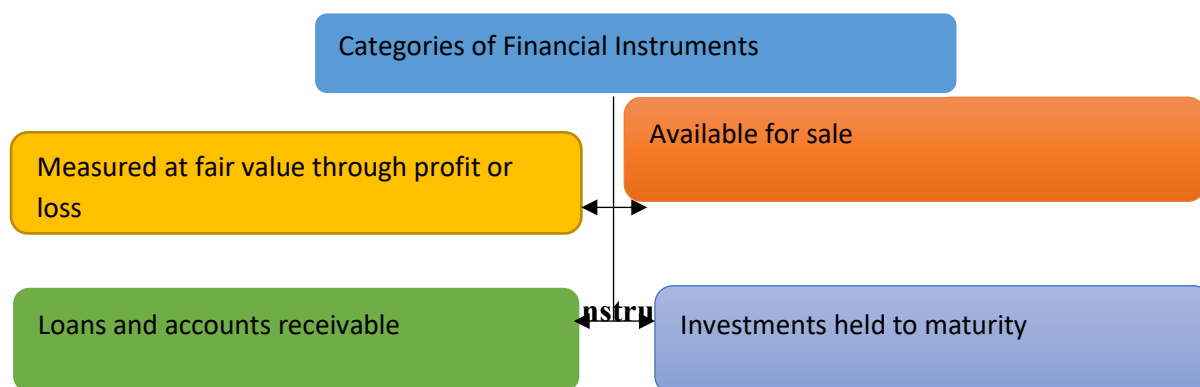 Categories of Financial Instruments
Available for sale
Measured at fair value through profit or
loss
Loans and accounts receivable
Investments held to maturity